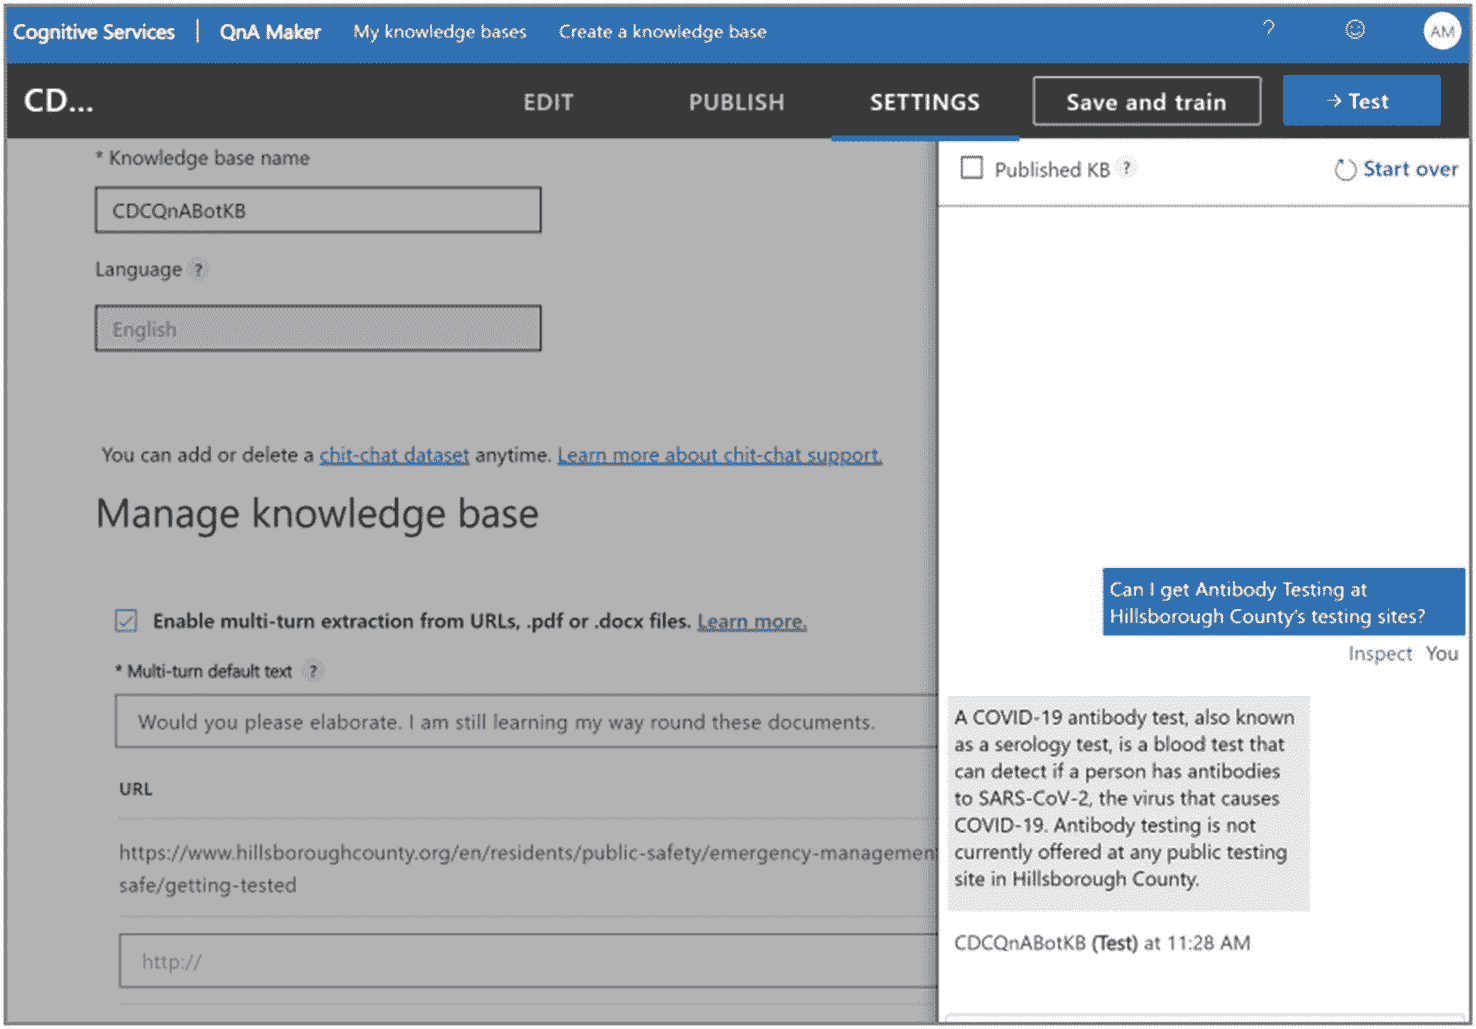 Cognitive Services | QnA Maker My knowledge bases Create a knowledge base ? AM
CD... EDIT PUBLISH SETTINGS Save and train → Test
* Knowledge base name
CDCQnABotKB
Language ?
English
You can add or delete a chit-chat dataset anytime. Learn more about chit-chat support.
Manage knowledge base
Enable multi-turn extraction from URLs, .pdf or .docx files. Learn more.
* Multi-turn default text ?
Would you please elaborate. I am still learning my way round these documents.
URL
https://www.hillsboroughcounty.org/en/residents/public-safety/emergency-management
safe/getting-tested
http://
Published KB ? Start over
Can I get Antibody Testing at
Hillsborough County's testing sites?
Inspect You
A COVID-19 antibody test, also known
as a serology test, is a blood test that
can detect if a person has antibodies
to SARS-CoV-2, the virus that causes
COVID-19. Antibody testing is not
currently offered at any public testing
site in Hillsborough County.
CDCQnABotKB (Test) at 11:28 AM